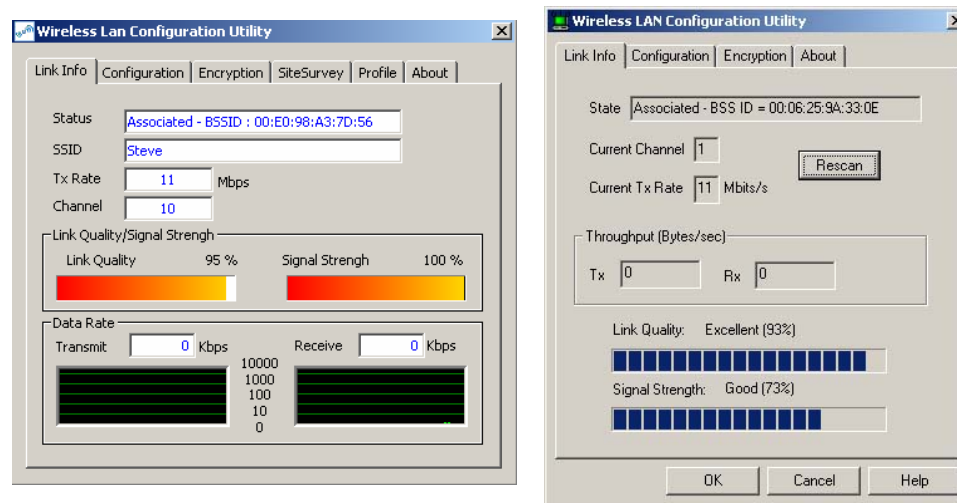 Wireless Lan Configuration Utility
Link Info Configuration Encryption SiteSurvey Profile About
Status Associated - BSSID : 00:E0:98:A3:7D:56
SSID Steve
Tx Rate 11 Mbps
Channel 10
Link Quality/Signal Strengh
Link Quality 95 % Signal Strengh 100 %
Data Rate
Transmit 0 Kbps Receive 0 Kbps
10000
1000
100
10
0
Wireless LAN Configuration Utility
Link Info Configuration Encryption About
State Associated - BSS ID = 00:06:25:9A:33:0E
Current Channel 1
Rescan
Current Tx Rate 11 Mbits/s
Throughput (Bytes/sec)
Tx 0 Rx 0
Link Quality: Excellent (93%)
Signal Strength: Good (73%)
OK Cancel Help